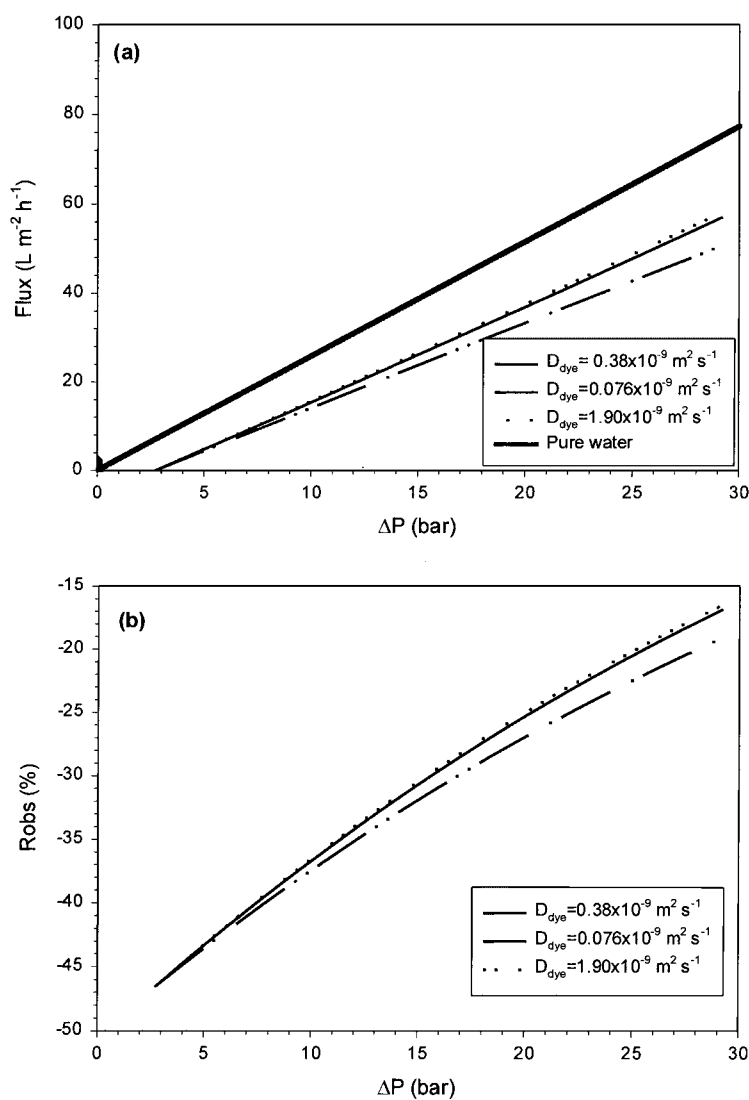 (a)
100
80
60
40
20
0
Flux (L m⁻² h⁻¹)
D_dye= 0.38x10⁻⁹ m² s⁻¹
D_dye=0.076x10⁻⁹ m² s⁻¹
D_dye=1.90x10⁻⁹ m² s⁻¹
Pure water
0 5 10 15 20 25 30
ΔP (bar)
(b)
-15
-20
-25
-30
-35
-40
-45
-50
Robs (%)
D_dye=0.38x10⁻⁹ m² s⁻¹
D_dye=0.076x10⁻⁹ m² s⁻¹
D_dye=1.90x10⁻⁹ m² s⁻¹
0 5 10 15 20 25 30
ΔP (bar)